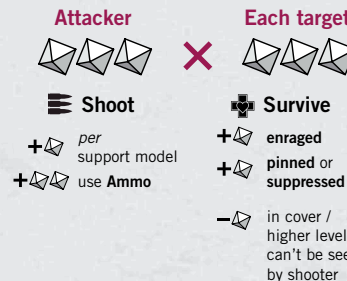 Attacker
Each target
Shoot
+ per
support model
+ use Ammo
Survive
+ enraged
+ pinned or
suppressed
− in cover /
higher level
can't be see
by shooter